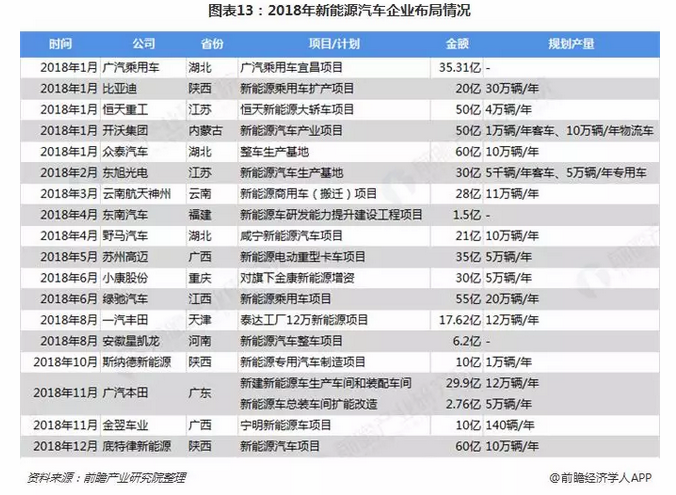 图表13：2018年新能源汽车企业布局情况
时间 公司 省份 项目/计划 金额 规划产量
2018年1月 广汽乘用车 湖北 广汽乘用车宜昌项目 35.31亿 -
2018年1月 比亚迪 陕西 新能源乘用车扩产项目 20亿 30万辆/年
2018年1月 恒天重工 江苏 恒天新能源大轿车项目 50亿 4万辆/年
2018年1月 开沃集团 内蒙古 新能源汽车产业项目 50亿 1万辆/年客车、10万辆/年物流车
2018年1月 众泰汽车 湖北 整车生产基地 60亿 10万辆/年
2018年2月 东旭光电 江苏 新能源汽车生产基地 30亿 5千辆/年客车、5万辆/年专用车
2018年3月 云南航天神州 云南 新能源商用车（搬迁）项目 28亿 11万辆/年
2018年4月 东南汽车 福建 新能源车研发能力提升建设工程项目 1.5亿 -
2018年4月 野马汽车 湖北 咸宁新能源汽车项目 21亿 10万辆/年
2018年5月 苏州高迈 广西 新能源电动重型卡车项目 35亿 5万辆/年
2018年6月 小康股份 重庆 对旗下金康新能源增资 30亿 5万辆/年
2018年6月 绿驰汽车 江西 新能源乘用车项目 55亿 20万辆/年
2018年8月 一汽丰田 天津 泰达工厂12万新能源项目 17.62亿 12万辆/年
2018年8月 安徽星凯龙 河南 新能源汽车整车项目 6.2亿 -
2018年10月 斯纳德新能源 陕西 新能源专用汽车制造项目 10亿 1万辆/年
2018年11月 广汽本田 广东 新建新能源车生产车间和装配车间 29.9亿 12万辆/年
新能源车总装车间扩能改造 2.76亿 5万辆/年
2018年11月 金翌车业 广西 宁明新能源车项目 10亿 140辆/年
2018年12月 底特律新能源 陕西 新能源汽车项目 60亿 10万辆/年
资料来源：前瞻产业研究院整理
@前瞻经济学人APP